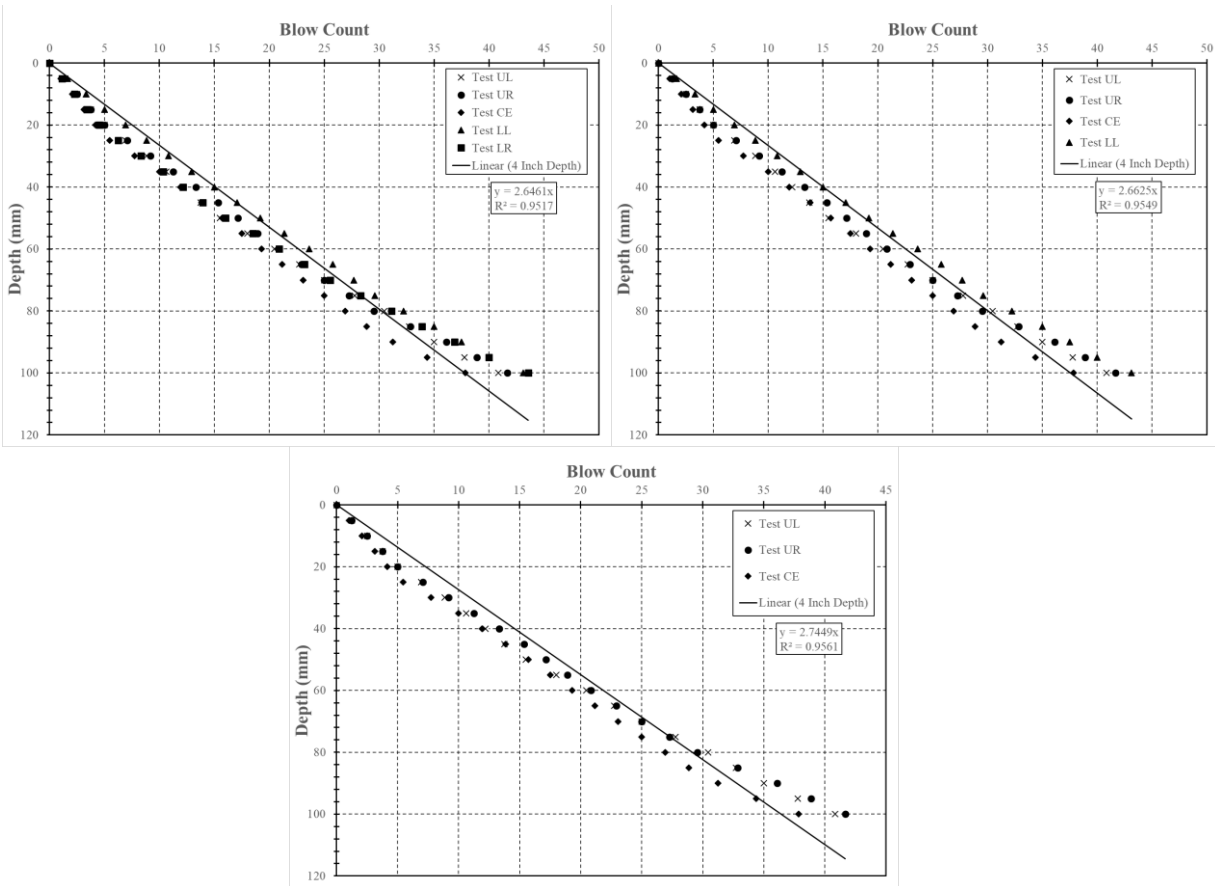 Blow Count
0 5 10 15 20 25 30 35 40 45 50
0
20
40
60
80
100
120
Depth (mm)
Test UL
Test UR
Test CE
Test LL
Test LR
Linear (4 Inch Depth)
y = 2.6461x
R² = 0.9517
Blow Count
0 5 10 15 20 25 30 35 40 45 50
0
20
40
60
80
100
120
Depth (mm)
Test UL
Test UR
Test CE
Test LL
Linear (4 Inch Depth)
y = 2.6625x
R² = 0.9549
Blow Count
0 5 10 15 20 25 30 35 40 45
0
20
40
60
80
100
120
Depth (mm)
Test UL
Test UR
Test CE
Linear (4 Inch Depth)
y = 2.7449x
R² = 0.9561